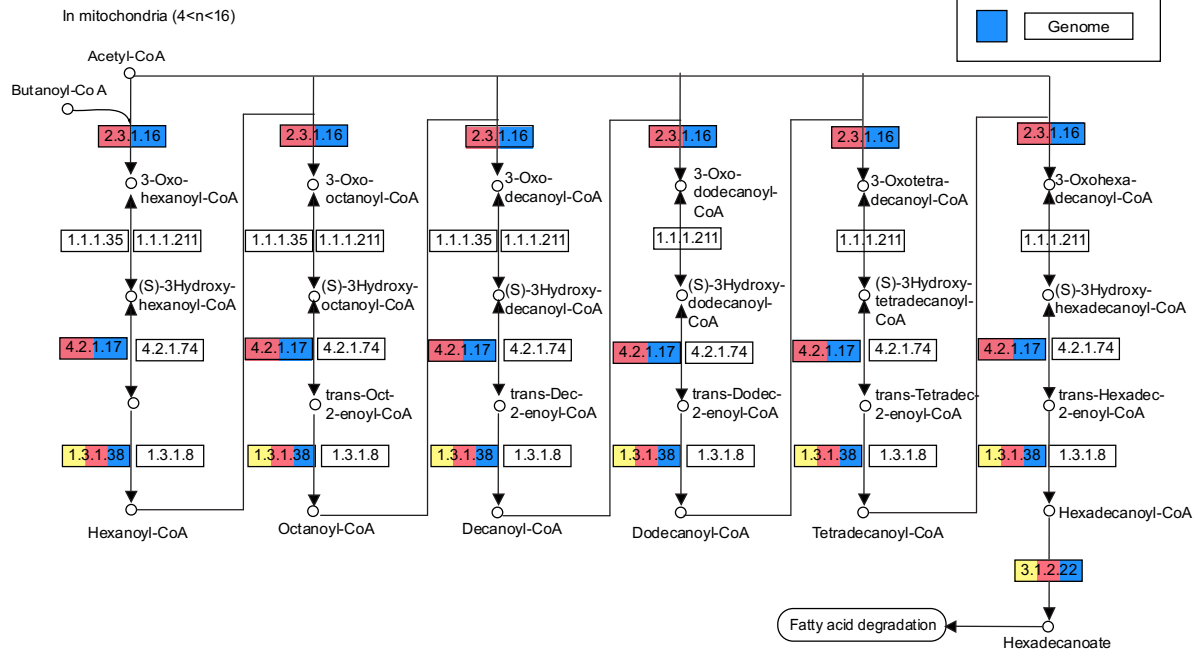 In mitochondria (4<n<16)
Genome
Acetyl-CoA
Butanoyl-Co A
2.3.1.16
2.3.1.16
2.3.1.16
2.3.1.16
2.3.1.16
2.3.1.16
3-Oxo-
hexanoyl-CoA
3-Oxo-
octanoyl-CoA
3-Oxo-
decanoyl-CoA
3-Oxo-
dodecanoyl-
CoA
3-Oxotetra-
decanoyl-CoA
3-Oxohexa-
decanoyl-CoA
1.1.1.35
1.1.1.211
1.1.1.35
1.1.1.211
1.1.1.35
1.1.1.211
1.1.1.211
1.1.1.211
1.1.1.211
(S)-3Hydroxy-
hexanoyl-CoA
(S)-3Hydroxy-
octanoyl-CoA
(S)-3Hydroxy-
decanoyl-CoA
(S)-3Hydroxy-
dodecanoyl-
CoA
(S)-3Hydroxy-
tetradecanoyl-
CoA
(S)-3Hydroxy-
hexadecanoyl-CoA
4.2.1.17
4.2.1.74
4.2.1.17
4.2.1.74
4.2.1.17
4.2.1.74
4.2.1.17
4.2.1.74
4.2.1.17
4.2.1.74
4.2.1.17
4.2.1.74
trans-Oct-
2-enoyl-CoA
trans-Dec-
2-enoyl-CoA
trans-Dodec-
2-enoyl-CoA
trans-Tetradec-
2-enoyl-CoA
trans-Hexadec-
2-enoyl-CoA
1.3.1.38
1.3.1.8
1.3.1.38
1.3.1.8
1.3.1.38
1.3.1.8
1.3.1.38
1.3.1.8
1.3.1.38
1.3.1.8
1.3.1.38
1.3.1.8
Hexanoyl-CoA
Octanoyl-CoA
Decanoyl-CoA
Dodecanoyl-CoA
Tetradecanoyl-CoA
Hexadecanoyl-CoA
3.1.2.22
Fatty acid degradation
Hexadecanoate